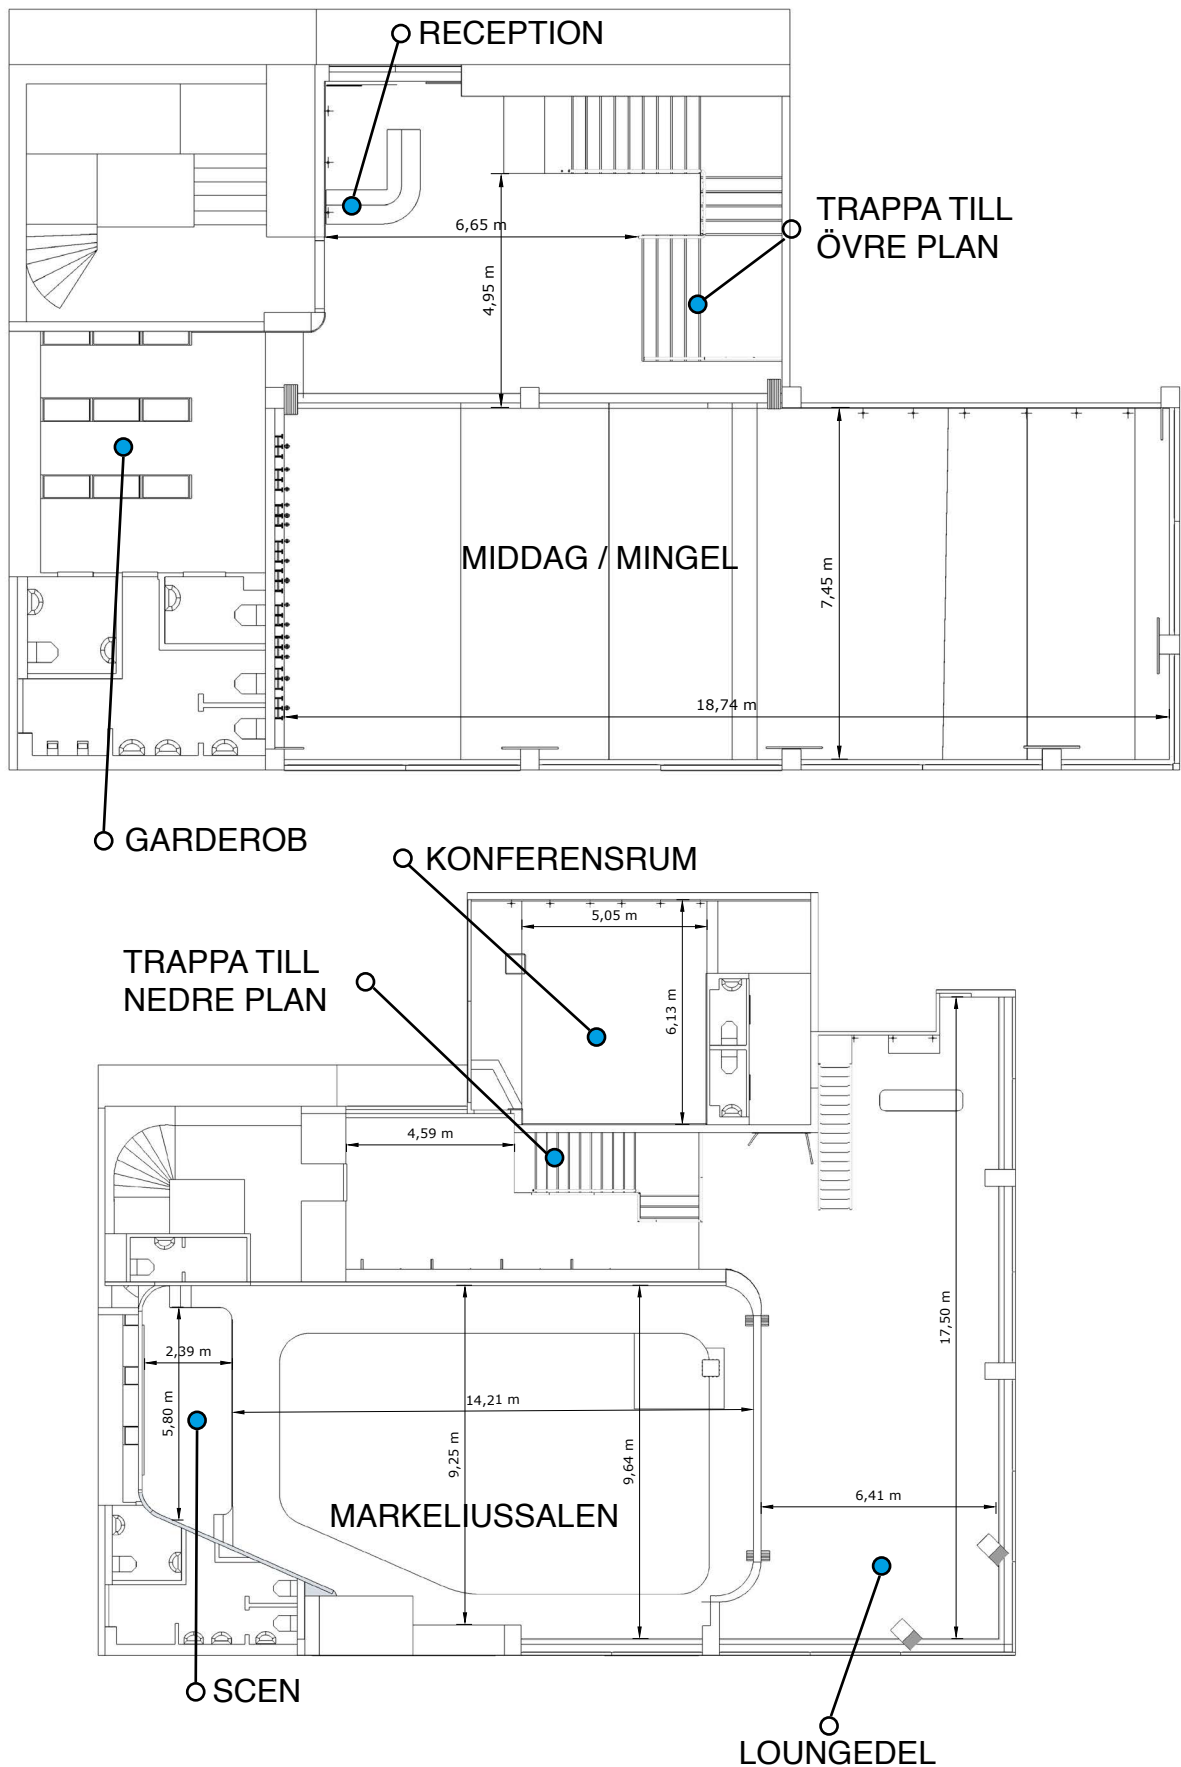 RECEPTION
TRAPPA TILL
ÖVRE PLAN
6,65 m
4,95 m
MIDDAG / MINGEL
7,45 m
18,74 m
GARDEROB
KONFERENSRUM
5,05 m
TRAPPA TILL
NEDRE PLAN
6,13 m
4,59 m
17,50 m
2,39 m
5,80 m
14,21 m
9,25 m
9,64 m
6,41 m
MARKELIUSSALEN
SCEN
LOUNGEDEL